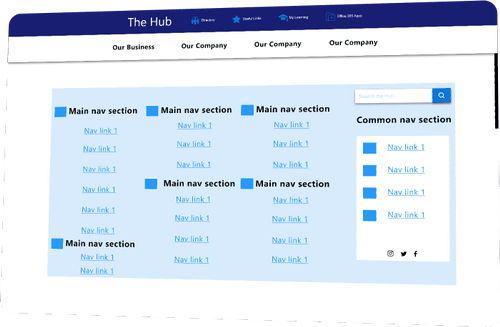 The Hub
Directory
Useful Links
My Learning
Office 365 Apps
Our Business
Our Company
Our Company
Our Company
Main nav section
Nav link 1
Nav link 1
Nav link 1
Nav link 1
Nav link 1
Nav link 1
Main nav section
Nav link 1
Nav link 1
Main nav section
Nav link 1
Nav link 1
Nav link 1
Main nav section
Nav link 1
Nav link 1
Nav link 1
Nav link 1
Main nav section
Nav link 1
Nav link 1
Nav link 1
Main nav section
Nav link 1
Nav link 1
Nav link 1
Nav link 1
Search the Hub...
Common nav section
Nav link 1
Nav link 1
Nav link 1
Nav link 1